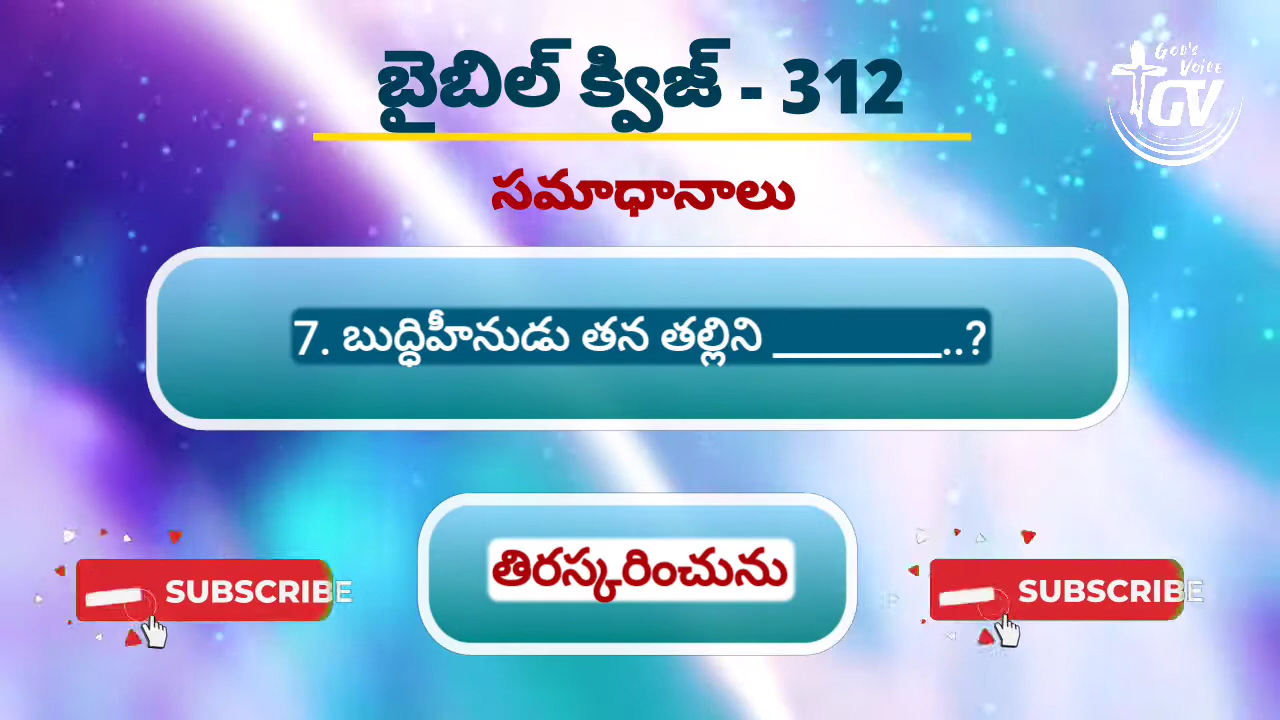 బైబిల్ క్విజ్ - 312
GOD'S
VOICE
GV
సమాధానాలు
7. బుద్ధిహీనుడు తన తల్లిని ________..?
తిరస్కరించును
SUBSCRIBE
SUBSCRIBE